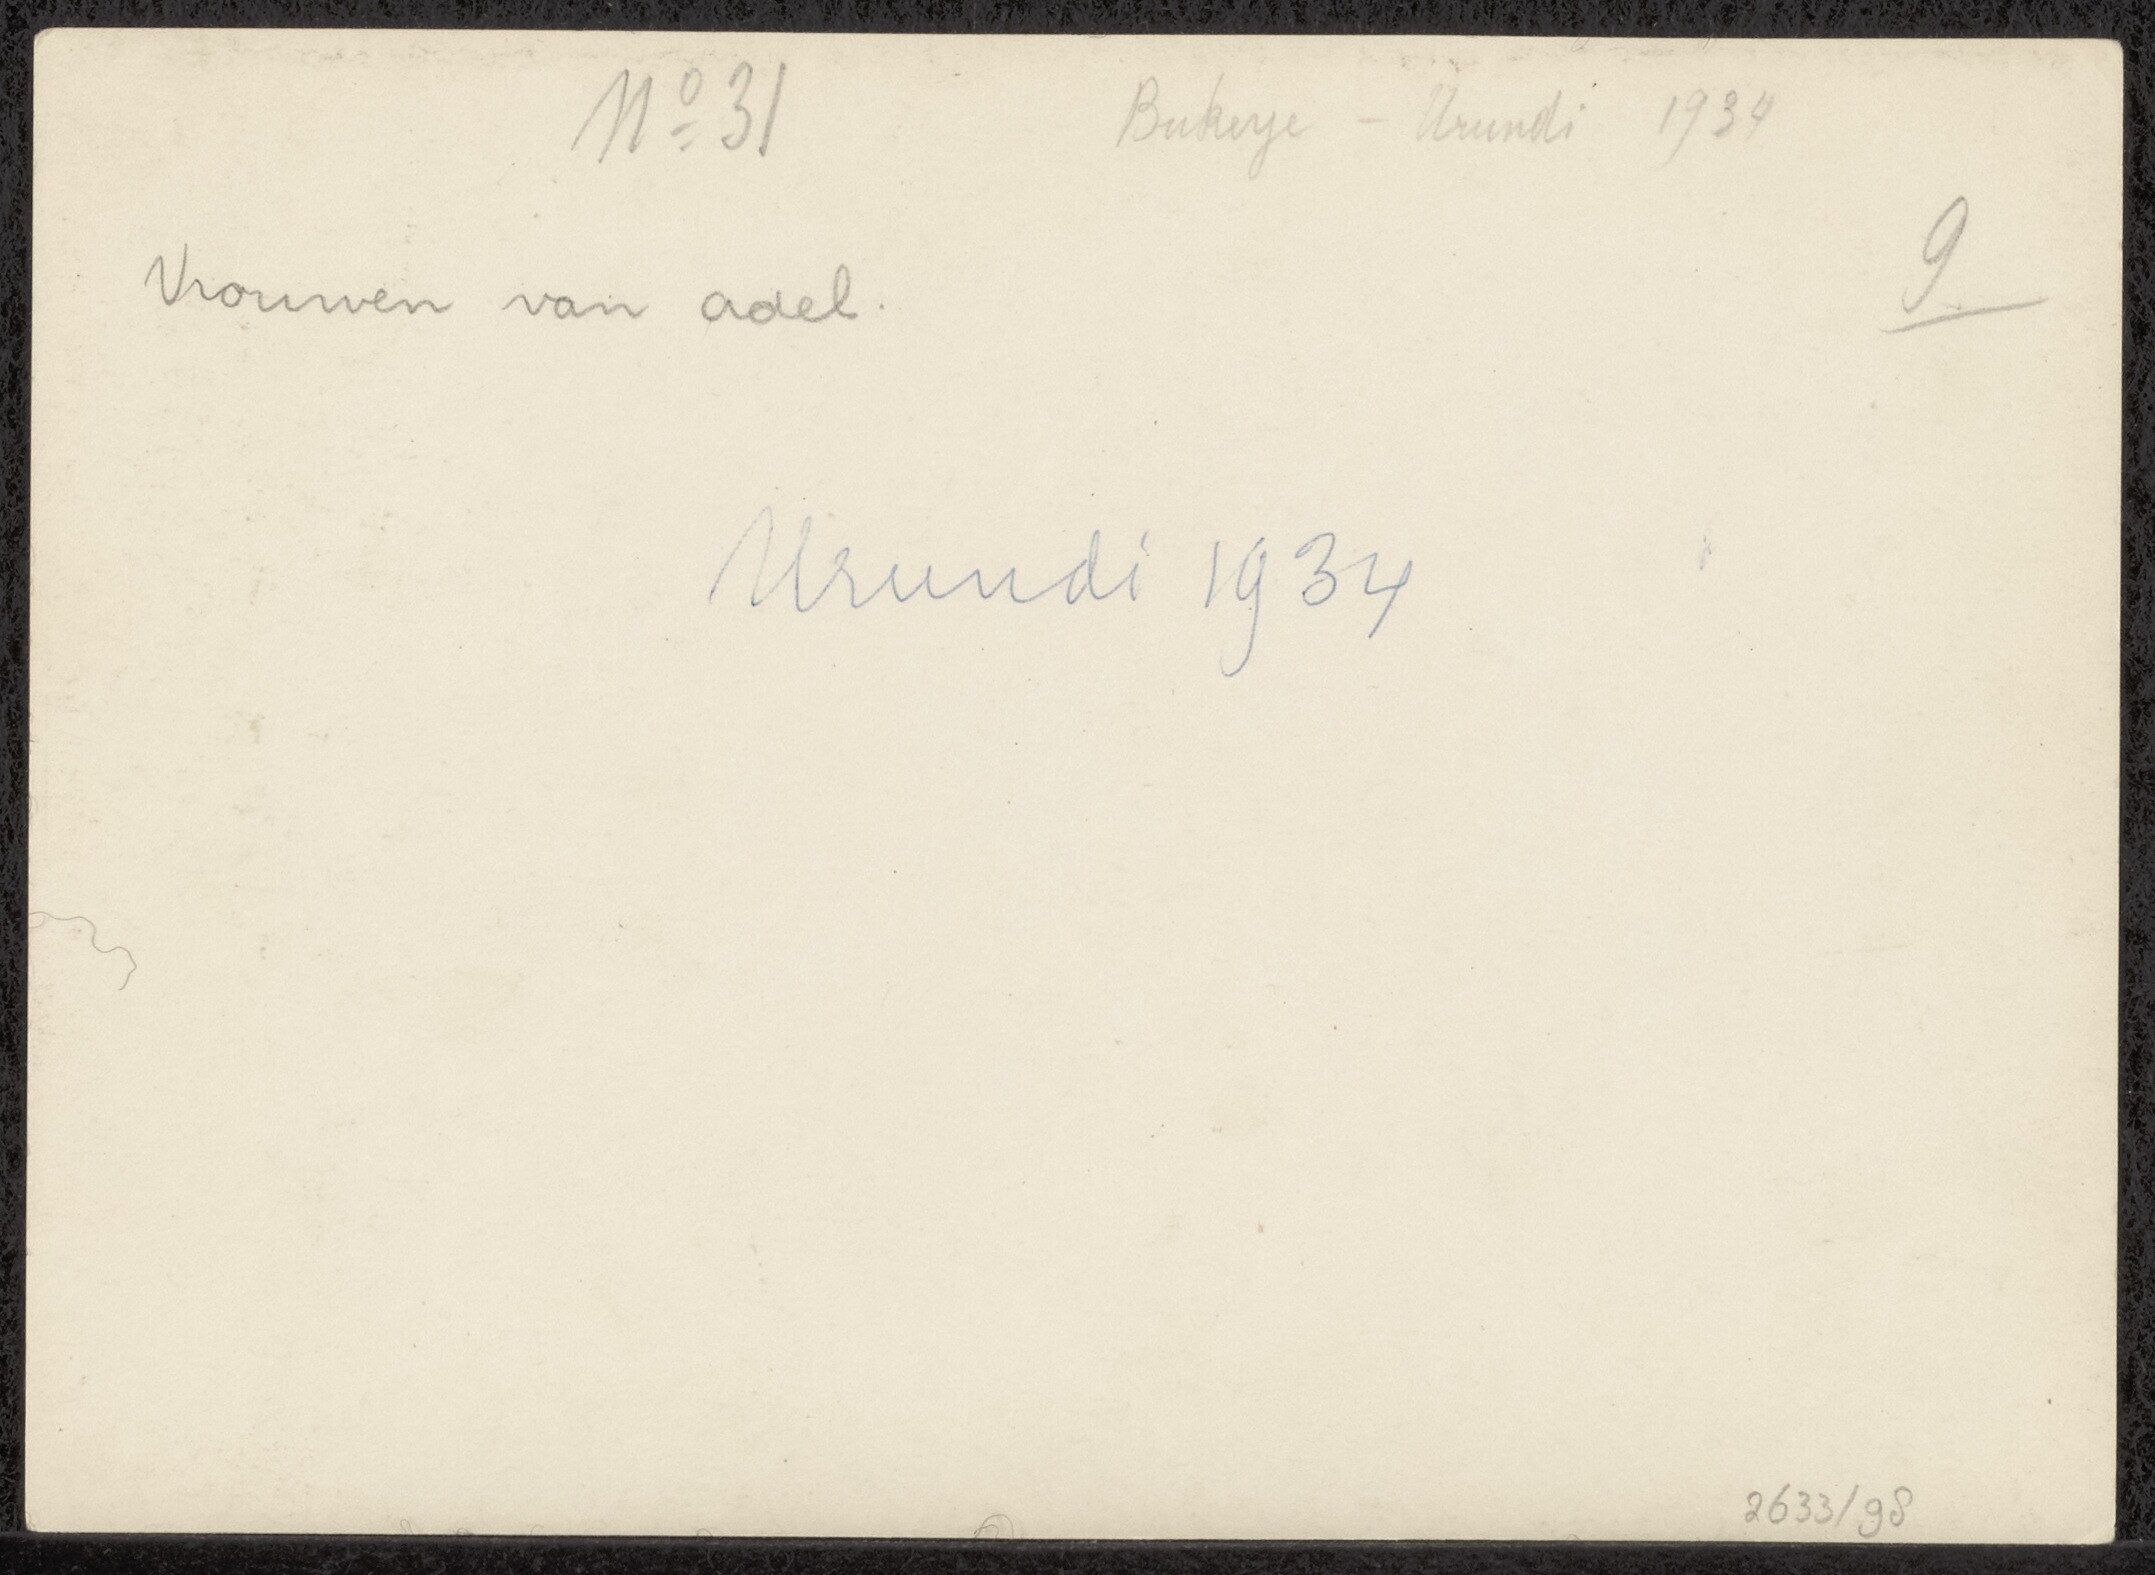 Nº 31
Bukeye - Urundi 1934
9
Vrouwen van adel.
Urundi 1934
2633/98